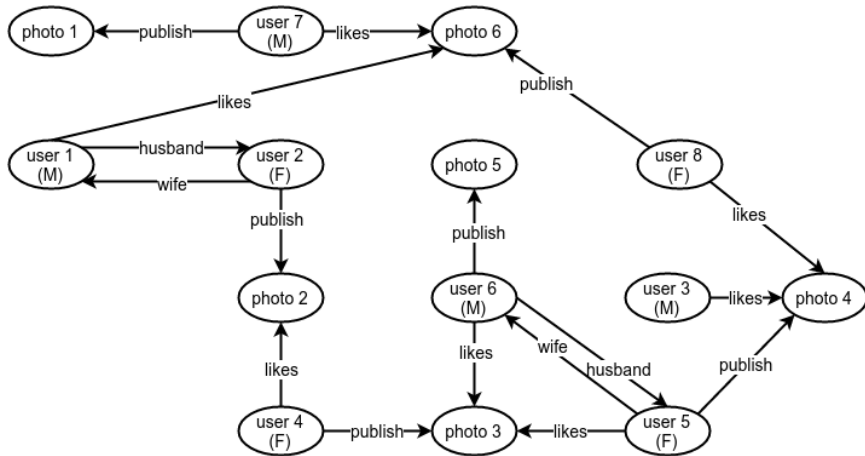 photo 1
publish
user 7
(M)
likes
photo 6
publish
likes
user 1
(M)
husband
wife
user 2
(F)
photo 5
user 8
(F)
publish
publish
likes
photo 2
user 6
(M)
user 3
(M)
likes
photo 4
likes
likes
wife
husband
publish
user 4
(F)
publish
photo 3
likes
user 5
(F)